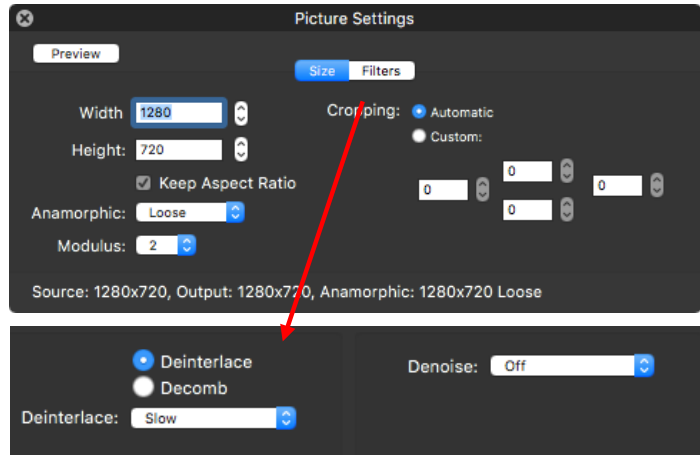 Picture Settings
Preview
Size Filters
Width 1280
Cropping: Automatic
Custom:
Height: 720
0 0 0 0
Keep Aspect Ratio
Anamorphic: Loose
Modulus: 2
Source: 1280x720, Output: 1280x720, Anamorphic: 1280x720 Loose
Deinterlace
Decomb
Deinterlace: Slow
Denoise: Off